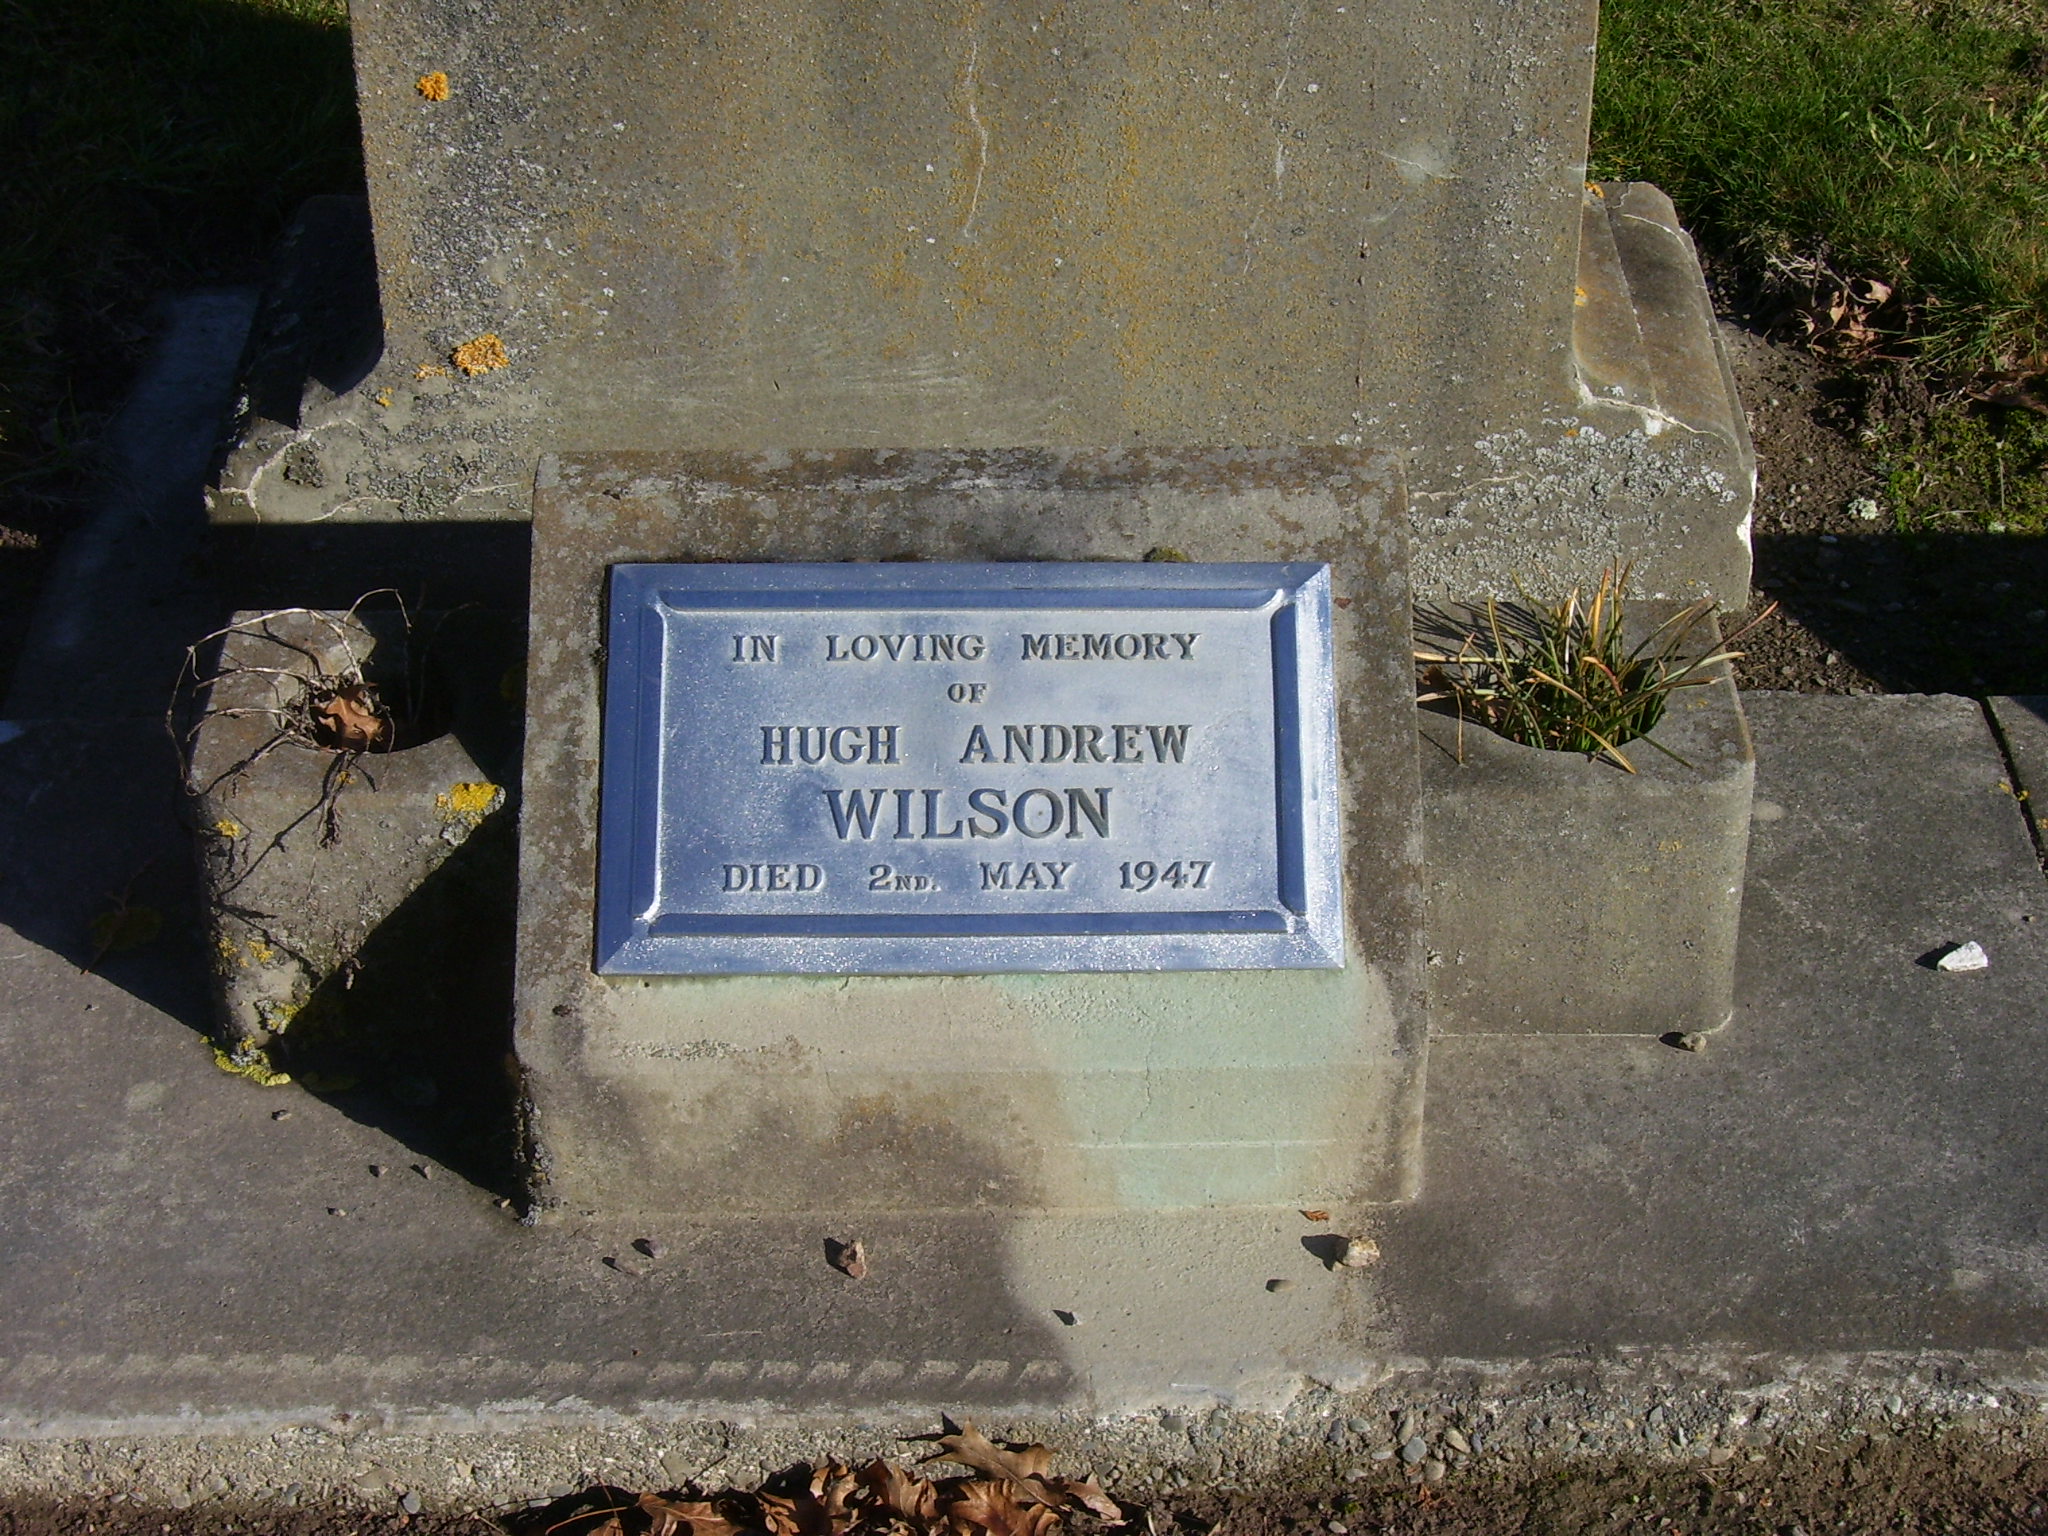 IN LOVING MEMORY
OF
HUGH ANDREW
WILSON
DIED 2ND. MAY 1947